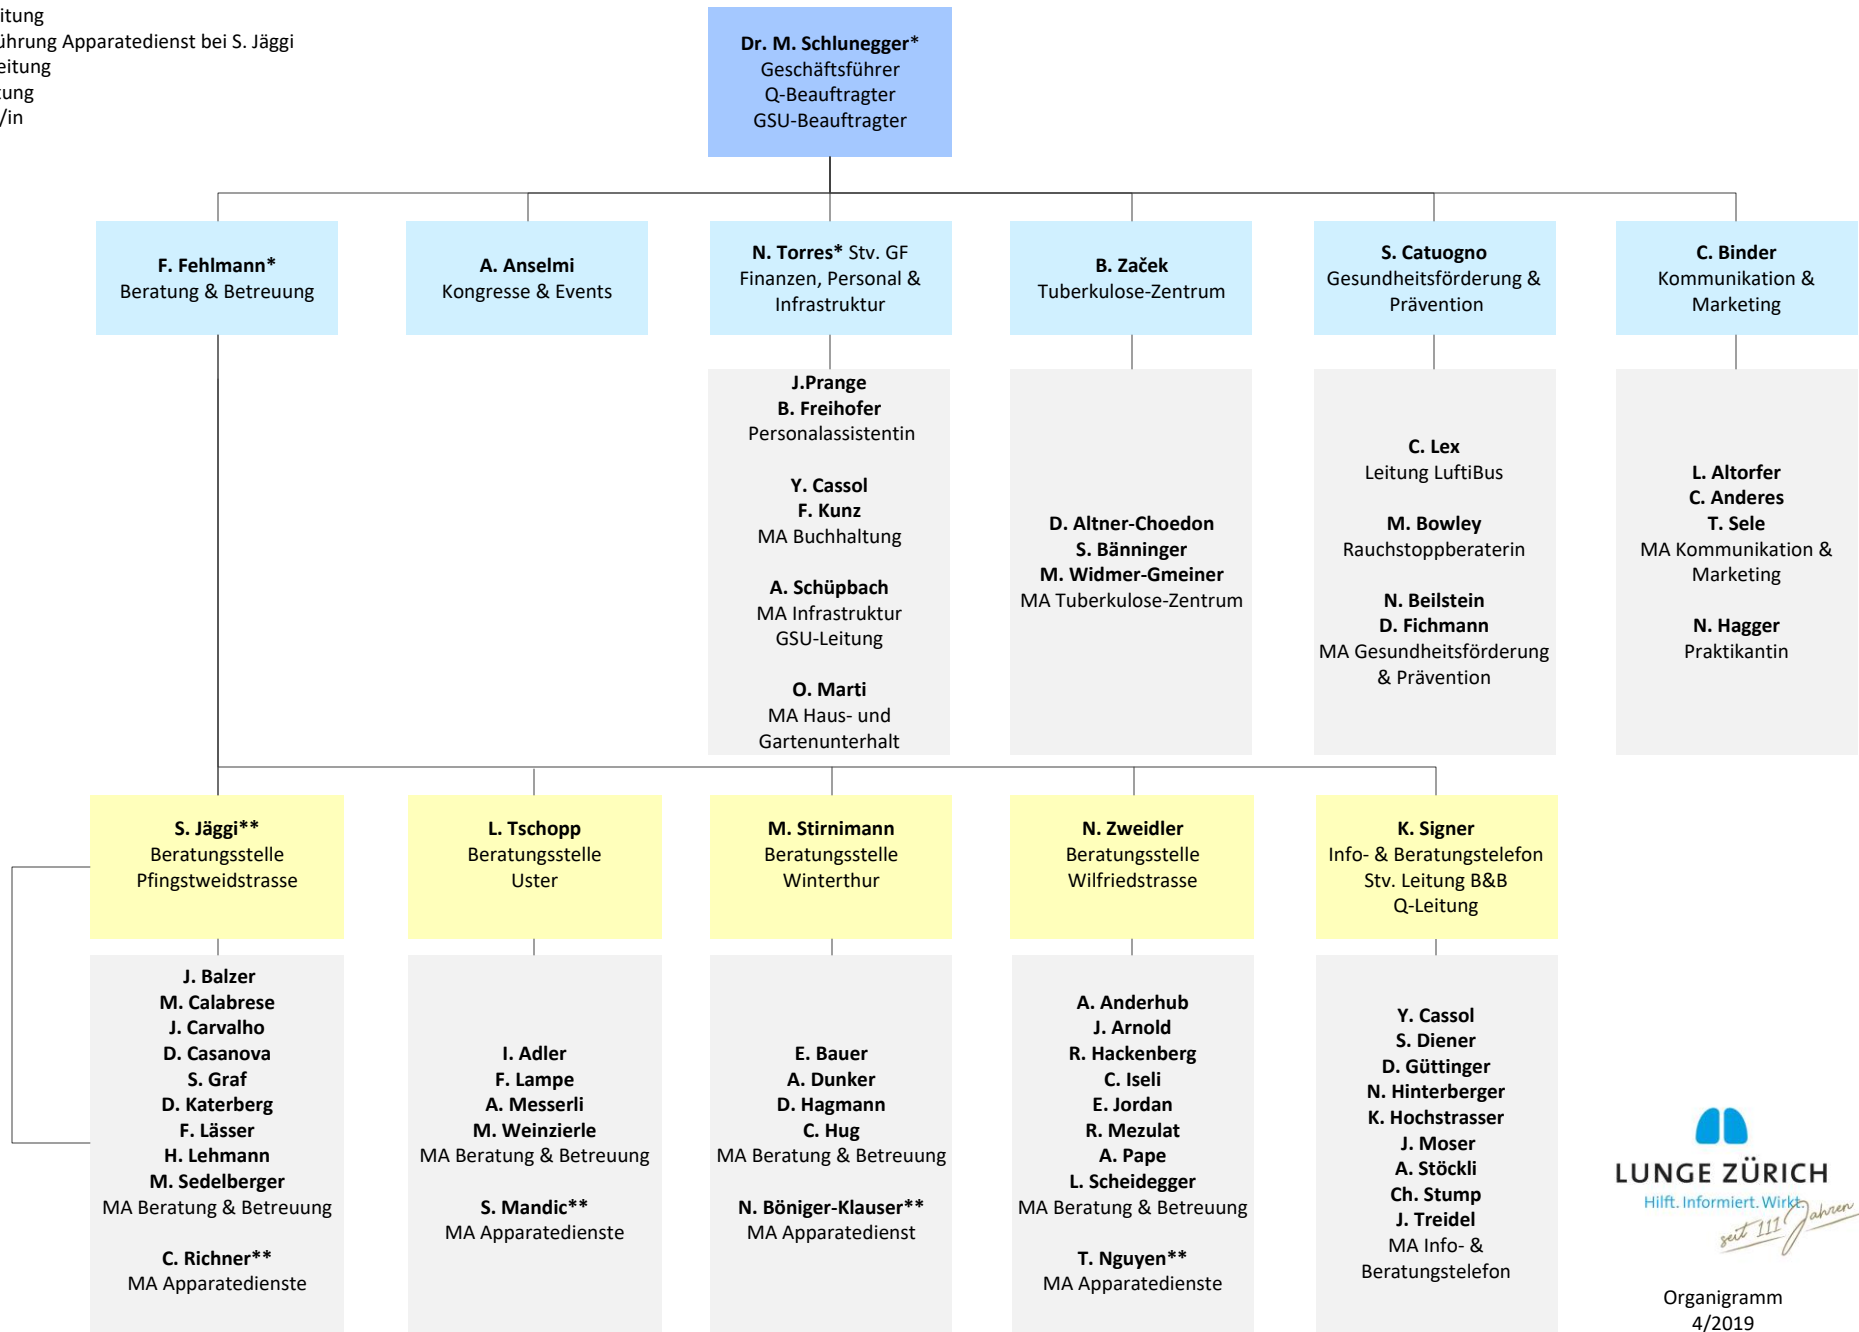 itung
ührung Apparatedienst bei S. Jäggi
eitung
tung
/in
Dr. M. Schlunegger*
Geschäftsführer
Q-Beauftragter
GSU-Beauftragter
F. Fehlmann*
Beratung & Betreuung
A. Anselmi
Kongresse & Events
N. Torres* Stv. GF
Finanzen, Personal &
Infrastruktur
B. Začek
Tuberkulose-Zentrum
S. Catuogno
Gesundheitsförderung &
Prävention
C. Binder
Kommunikation &
Marketing
J.Prange
B. Freihofer
Personalassistentin
Y. Cassol
F. Kunz
MA Buchhaltung
A. Schüpbach
MA Infrastruktur
GSU-Leitung
O. Marti
MA Haus- und
Gartenunterhalt
D. Altner-Choedon
S. Bänninger
M. Widmer-Gmeiner
MA Tuberkulose-Zentrum
C. Lex
Leitung LuftiBus
M. Bowley
Rauchstoppberaterin
N. Beilstein
D. Fichmann
MA Gesundheitsförderung
& Prävention
L. Altorfer
C. Anderes
T. Sele
MA Kommunikation &
Marketing
N. Hagger
Praktikantin
S. Jäggi**
Beratungsstelle
Pfingstweidstrasse
L. Tschopp
Beratungsstelle
Uster
M. Stirnimann
Beratungsstelle
Winterthur
N. Zweidler
Beratungsstelle
Wilfriedstrasse
K. Signer
Info- & Beratungstelefon
Stv. Leitung B&B
Q-Leitung
J. Balzer
M. Calabrese
J. Carvalho
D. Casanova
S. Graf
D. Katerberg
F. Lässer
H. Lehmann
M. Sedelberger
MA Beratung & Betreuung
C. Richner**
MA Apparatedienste
I. Adler
F. Lampe
A. Messerli
M. Weinzierle
MA Beratung & Betreuung
S. Mandic**
MA Apparatedienste
E. Bauer
A. Dunker
D. Hagmann
C. Hug
MA Beratung & Betreuung
N. Böniger-Klauser**
MA Apparatedienst
A. Anderhub
J. Arnold
R. Hackenberg
C. Iseli
E. Jordan
R. Mezulat
A. Pape
L. Scheidegger
MA Beratung & Betreuung
T. Nguyen**
MA Apparatedienste
Y. Cassol
S. Diener
D. Güttinger
N. Hinterberger
K. Hochstrasser
J. Moser
A. Stöckli
Ch. Stump
J. Treidel
MA Info- &
Beratungstelefon
LUNGE ZÜRICH
Hilft. Informiert. Wirkt.
seit 111 Jahren
Organigramm
4/2019